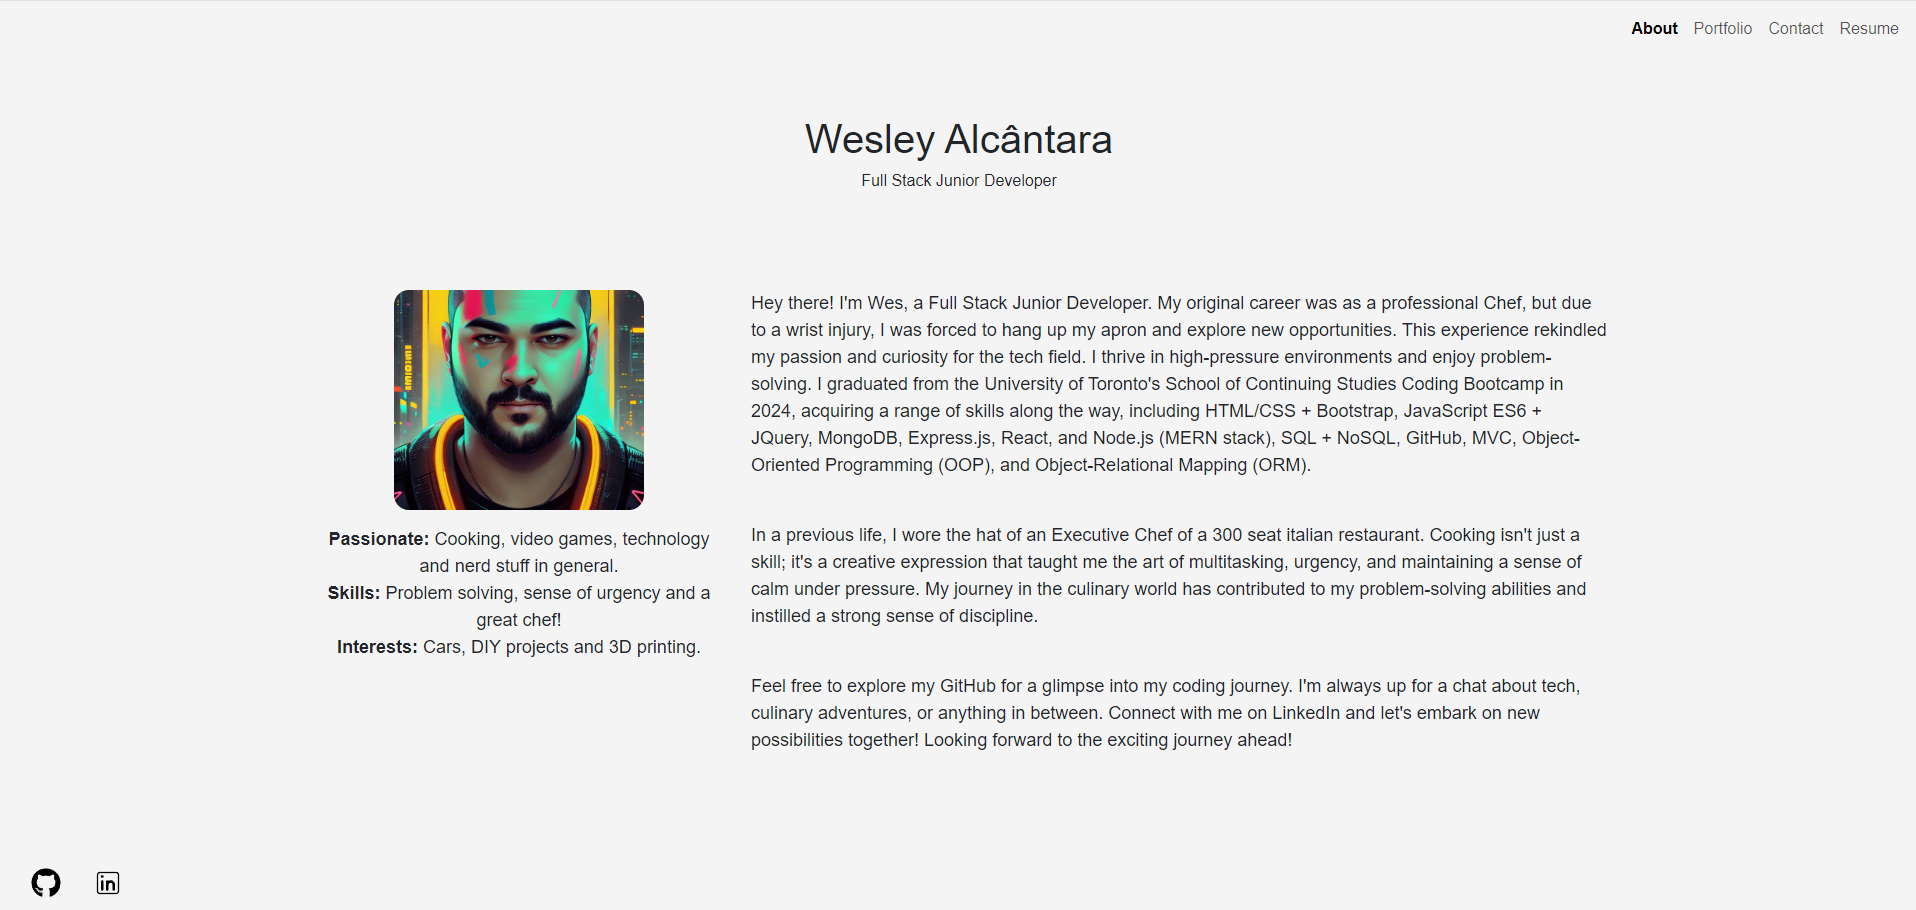 About Portfolio Contact Resume
Wesley Alcântara
Full Stack Junior Developer
Passionate: Cooking, video games, technology
and nerd stuff in general.
Skills: Problem solving, sense of urgency and a
great chef!
Interests: Cars, DIY projects and 3D printing.
Hey there! I'm Wes, a Full Stack Junior Developer. My original career was as a professional Chef, but due
to a wrist injury, I was forced to hang up my apron and explore new opportunities. This experience rekindled
my passion and curiosity for the tech field. I thrive in high-pressure environments and enjoy problem-
solving. I graduated from the University of Toronto's School of Continuing Studies Coding Bootcamp in
2024, acquiring a range of skills along the way, including HTML/CSS + Bootstrap, JavaScript ES6 +
JQuery, MongoDB, Express.js, React, and Node.js (MERN stack), SQL + NoSQL, GitHub, MVC, Object-
Oriented Programming (OOP), and Object-Relational Mapping (ORM).
In a previous life, I wore the hat of an Executive Chef of a 300 seat italian restaurant. Cooking isn't just a
skill; it's a creative expression that taught me the art of multitasking, urgency, and maintaining a sense of
calm under pressure. My journey in the culinary world has contributed to my problem-solving abilities and
instilled a strong sense of discipline.
Feel free to explore my GitHub for a glimpse into my coding journey. I'm always up for a chat about tech,
culinary adventures, or anything in between. Connect with me on LinkedIn and let's embark on new
possibilities together! Looking forward to the exciting journey ahead!
in